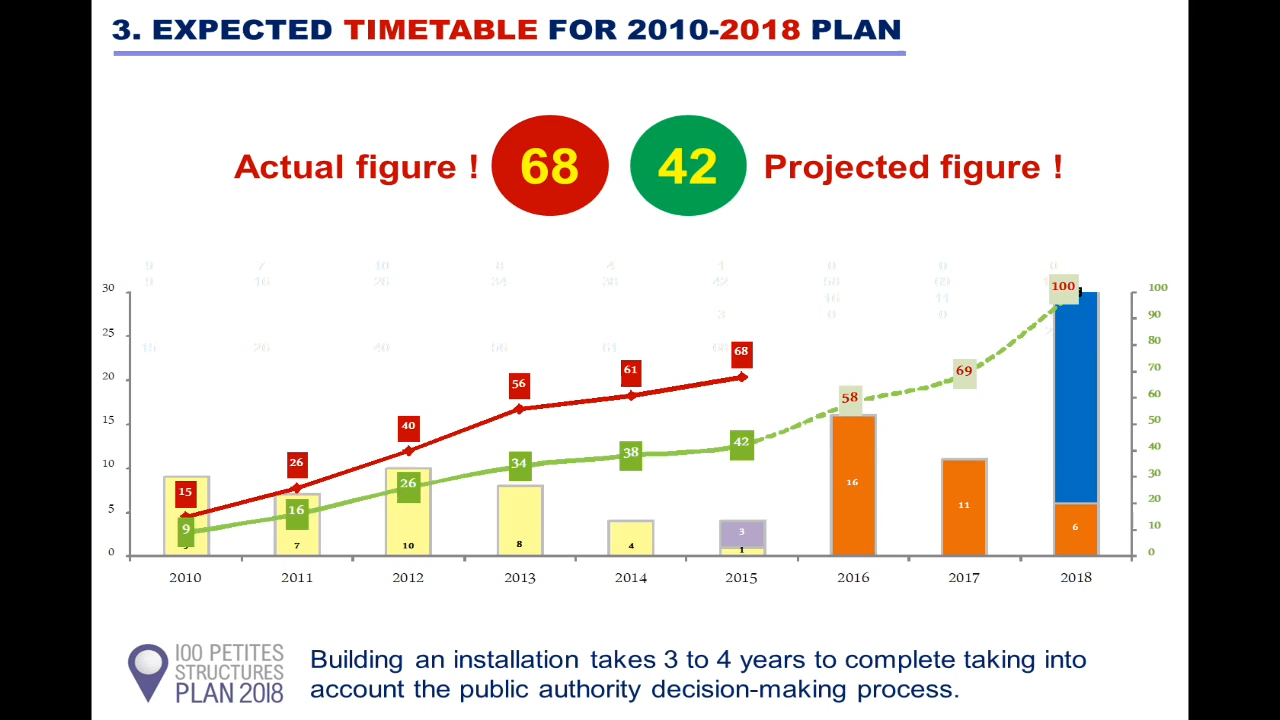 3. EXPECTED TIMETABLE FOR 2010-2018 PLAN
Actual figure ! 68 42 Projected figure !
30 25 20 15 10 5 0
100 90 80 70 60 50 40 30 20 10 0
15 26 40 56 61 68
9 16 26 34 38 42 58 69 100
7 10 8 4 3 1 16 11 6
2010 2011 2012 2013 2014 2015 2016 2017 2018
100 PETITES
STRUCTURES
PLAN 2018
Building an installation takes 3 to 4 years to complete taking into
account the public authority decision-making process.